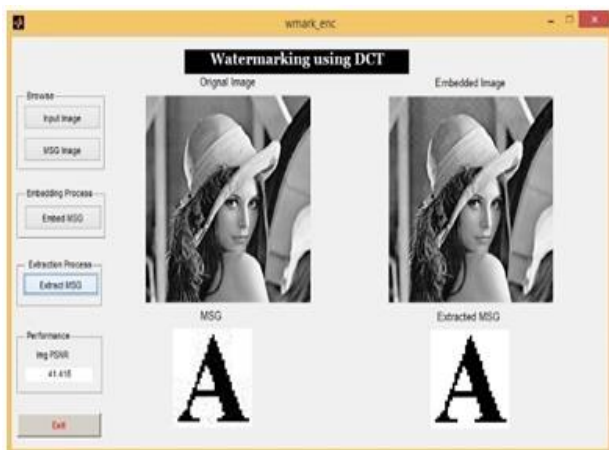 wmark_enc
Watermarking using DCT
Orignal Image
Embedded Image
Browse
Input Image
MSG Image
Embedding Process
Embed MSG
Extraction Process
Extract MSG
MSG
Extracted MSG
A
A
Performance
Img PSNR
41.415
Exit